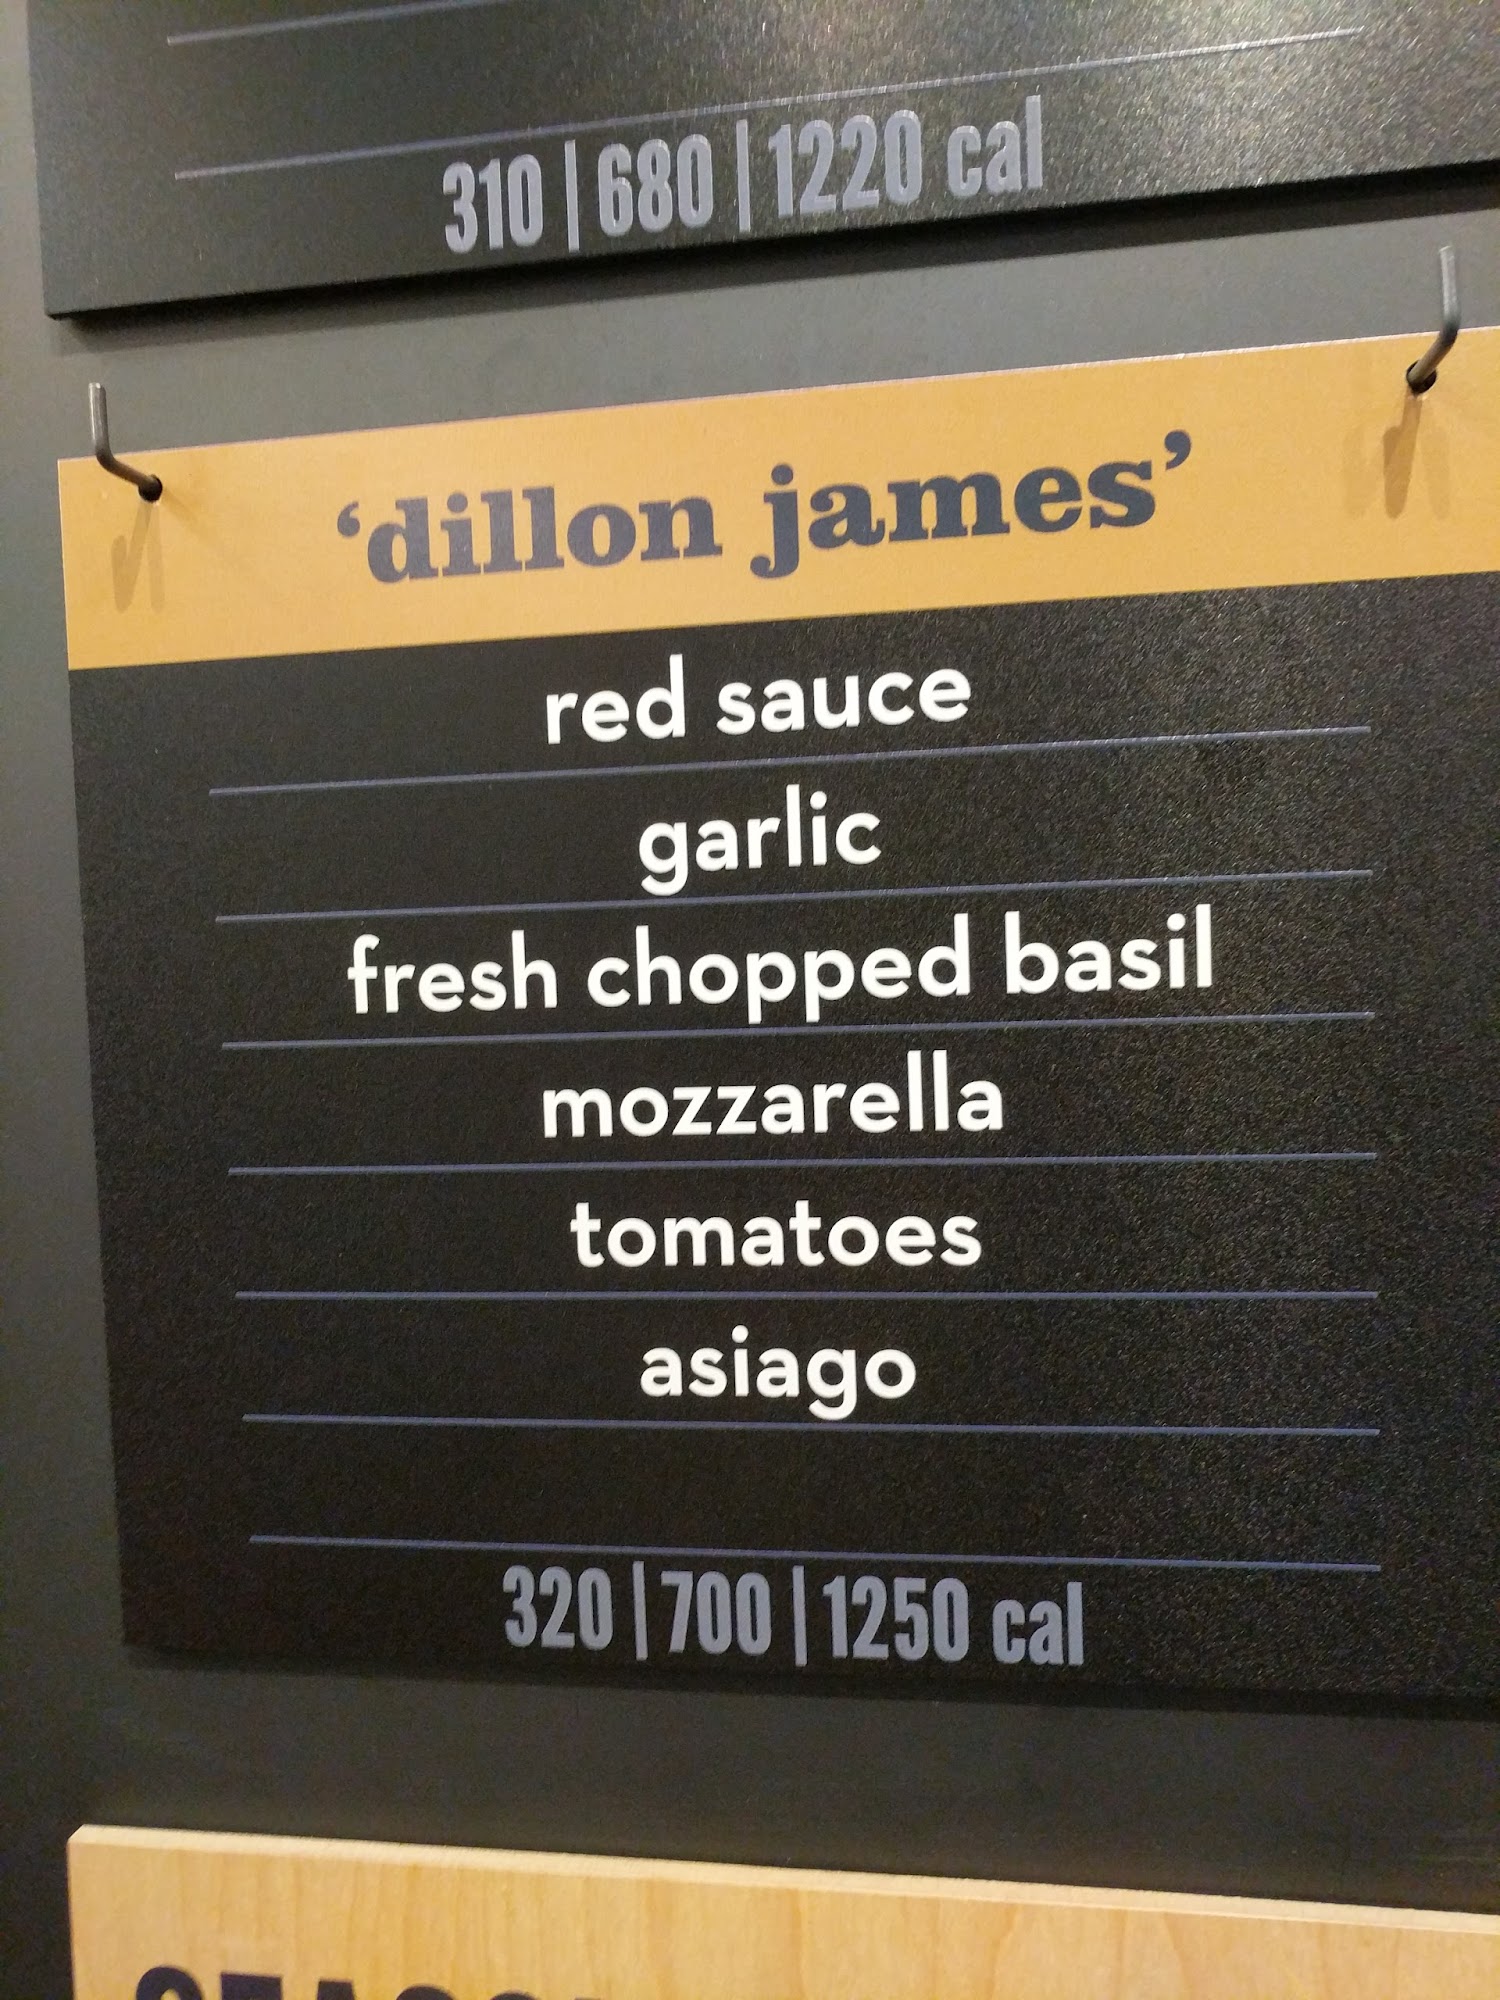 310 | 680 | 1220 cal
‘dillon james’
red sauce
garlic
fresh chopped basil
mozzarella
tomatoes
asiago
320 | 700 | 1250 cal